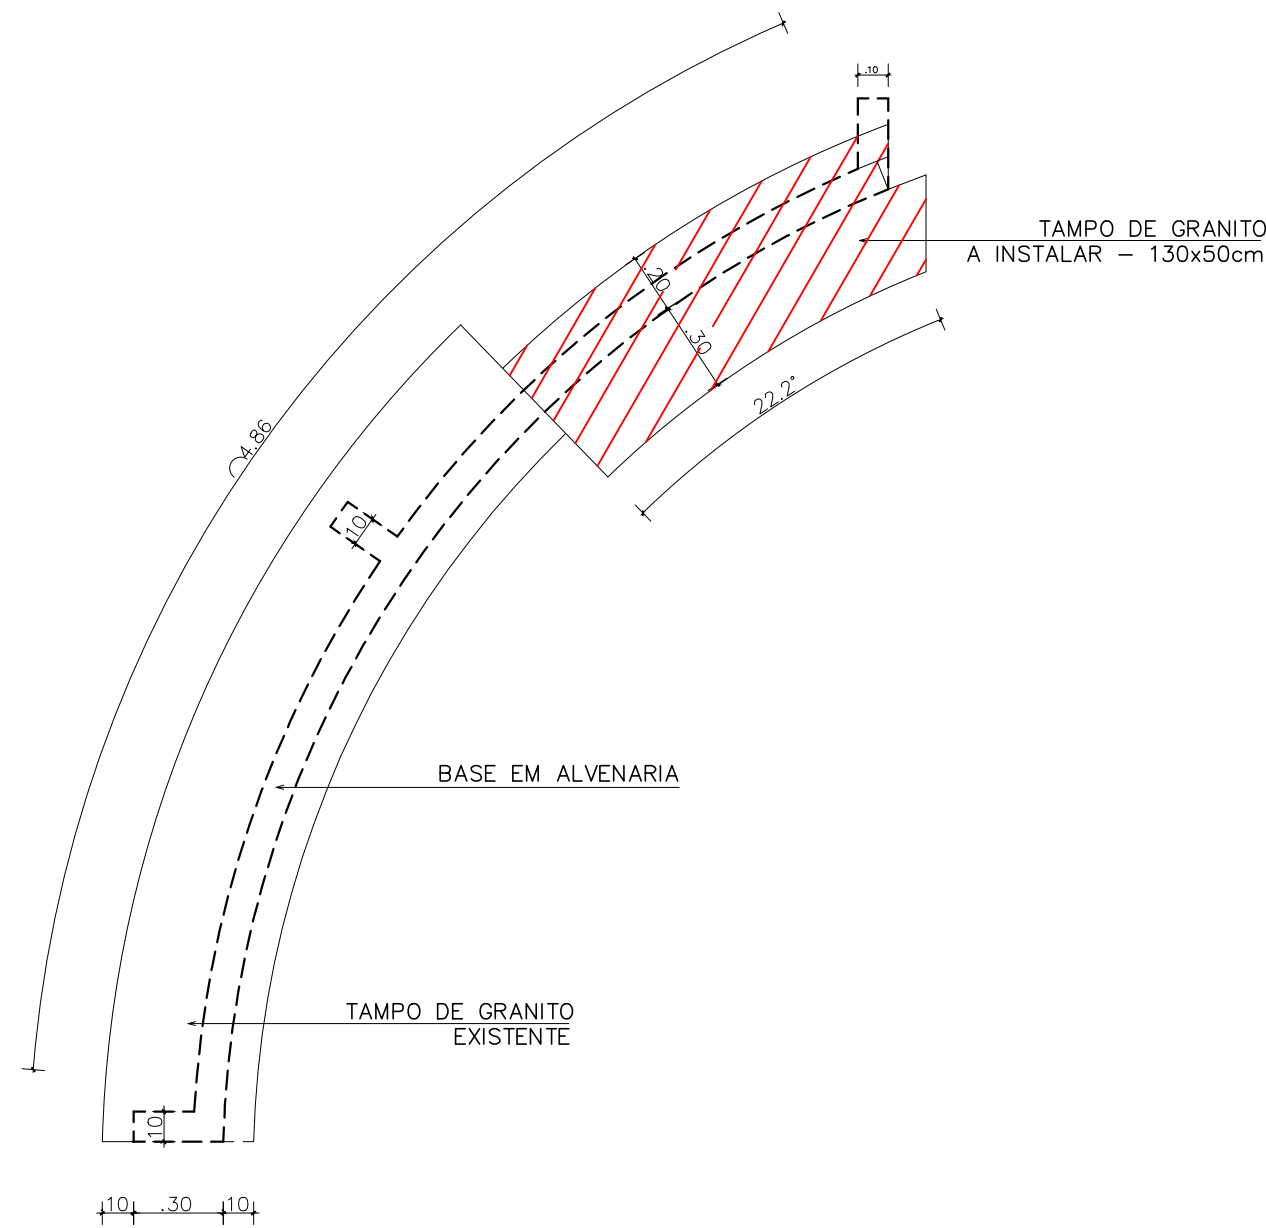 .10
TAMPO DE GRANITO
A INSTALAR – 130x50cm
.20
.30
22.2°
4.86
10
BASE EM ALVENARIA
TAMPO DE GRANITO
EXISTENTE
10
10 .30 10